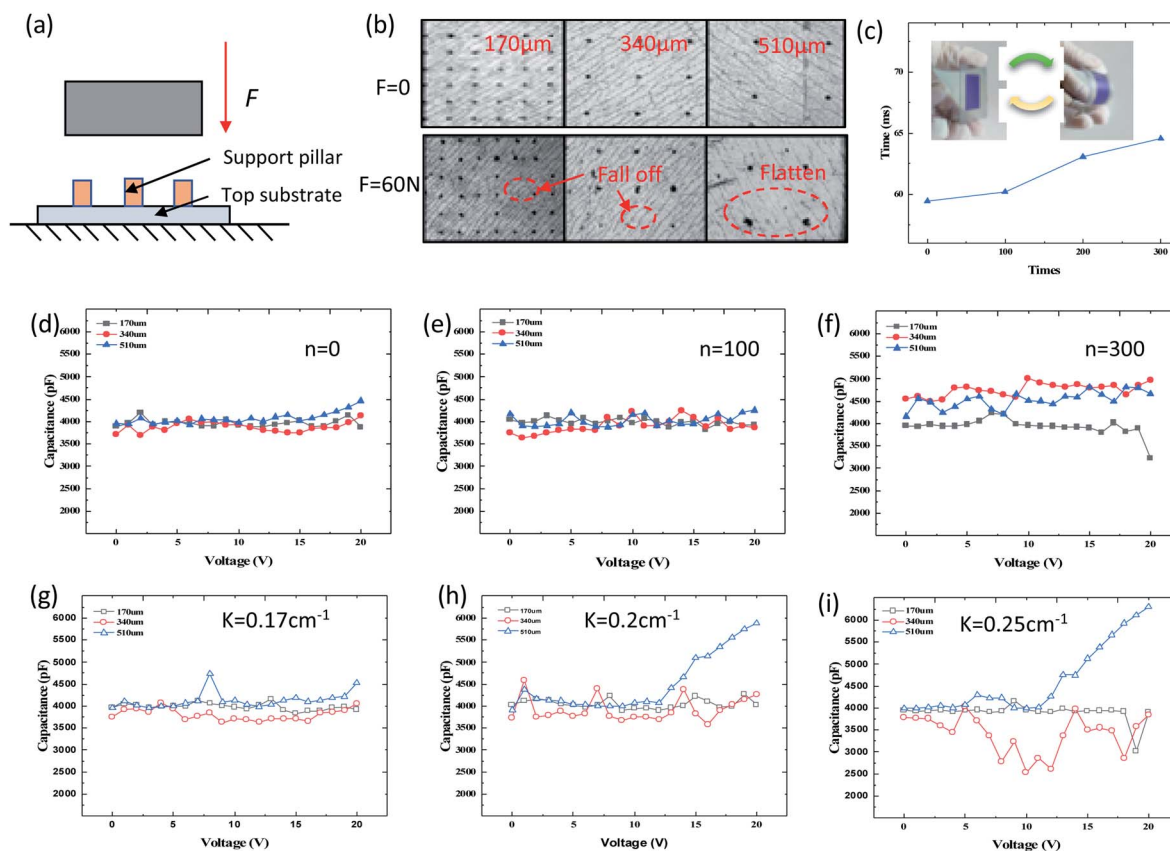 (a)
F
Support pillar
Top substrate
(b)
170μm
340μm
510μm
F=0
F=60N
Fall off
Flatten
(c)
Time (ms)
70
65
60
0 100 200 300
Times
(d)
170um
340um
510um
n=0
Capacitance (pF)
6000
5500
5000
4500
4000
3500
3000
2500
2000
0 5 10 15 20
Voltage (V)
(e)
170um
340um
510um
n=100
Capacitance (pF)
6000
5500
5000
4500
4000
3500
3000
2500
2000
0 5 10 15 20
Voltage (V)
(f)
170um
340um
510um
n=300
Capacitance (pF)
6000
5500
5000
4500
4000
3500
3000
2500
2000
0 5 10 15 20
Voltage (V)
(g)
170um
340um
510um
K=0.17cm⁻¹
Capacitance (pF)
6000
5500
5000
4500
4000
3500
3000
2500
2000
0 5 10 15 20
Voltage (V)
(h)
170um
340um
510um
K=0.2cm⁻¹
Capacitance (pF)
6000
5500
5000
4500
4000
3500
3000
2500
2000
0 5 10 15 20
Voltage (V)
(i)
170um
340um
510um
K=0.25cm⁻¹
Capacitance (pF)
6000
5500
5000
4500
4000
3500
3000
2500
2000
0 5 10 15 20
Voltage (V)